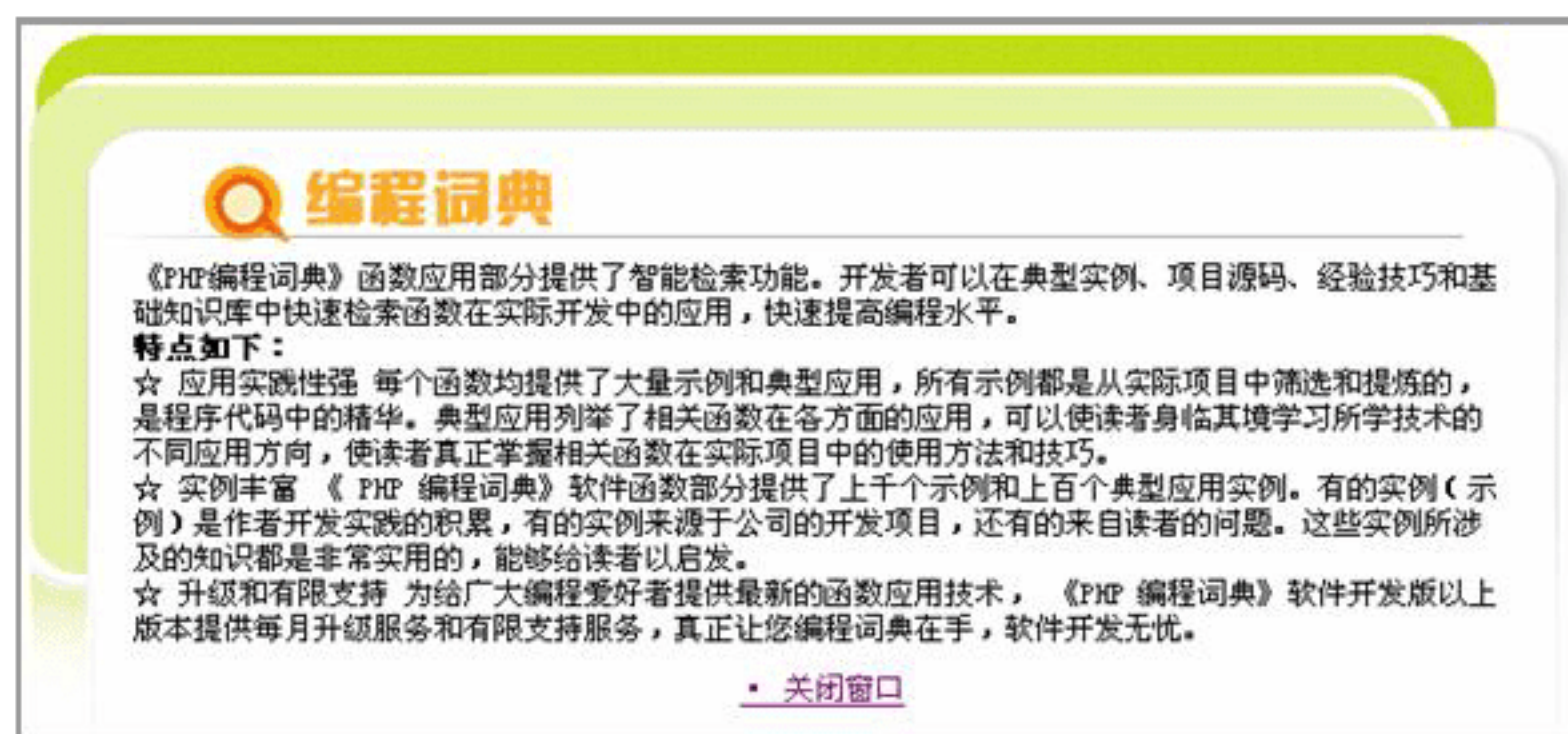 编程词典
《PHP编程词典》函数应用部分提供了智能检索功能。开发者可以在典型实例、项目源码、经验技巧和基
础知识库中快速检索函数在实际开发中的应用，快速提高编程水平。
特点如下：
☆ 应用实践性强 每个函数均提供了大量示例和典型应用，所有示例都是从实际项目中筛选和提炼的，
是程序代码中的精华。典型应用列举了相关函数在各方面的应用，可以使读者身临其境学习所学技术的
不同应用方向，使读者真正掌握相关函数在实际项目中的使用方法和技巧。
☆ 实例丰富 《 PHP 编程词典》软件函数部分提供了上千个示例和上百个典型应用实例。有的实例（示
例）是作者开发实践的积累，有的实例来源于公司的开发项目，还有的来自读者的问题。这些实例所涉
及的知识都是非常实用的，能够给读者以启发。
☆ 升级和有限支持 为给广大编程爱好者提供最新的函数应用技术， 《PHP 编程词典》软件开发版以上
版本提供每月升级服务和有限支持服务，真正让您编程词典在手，软件开发无忧。
· 关闭窗口